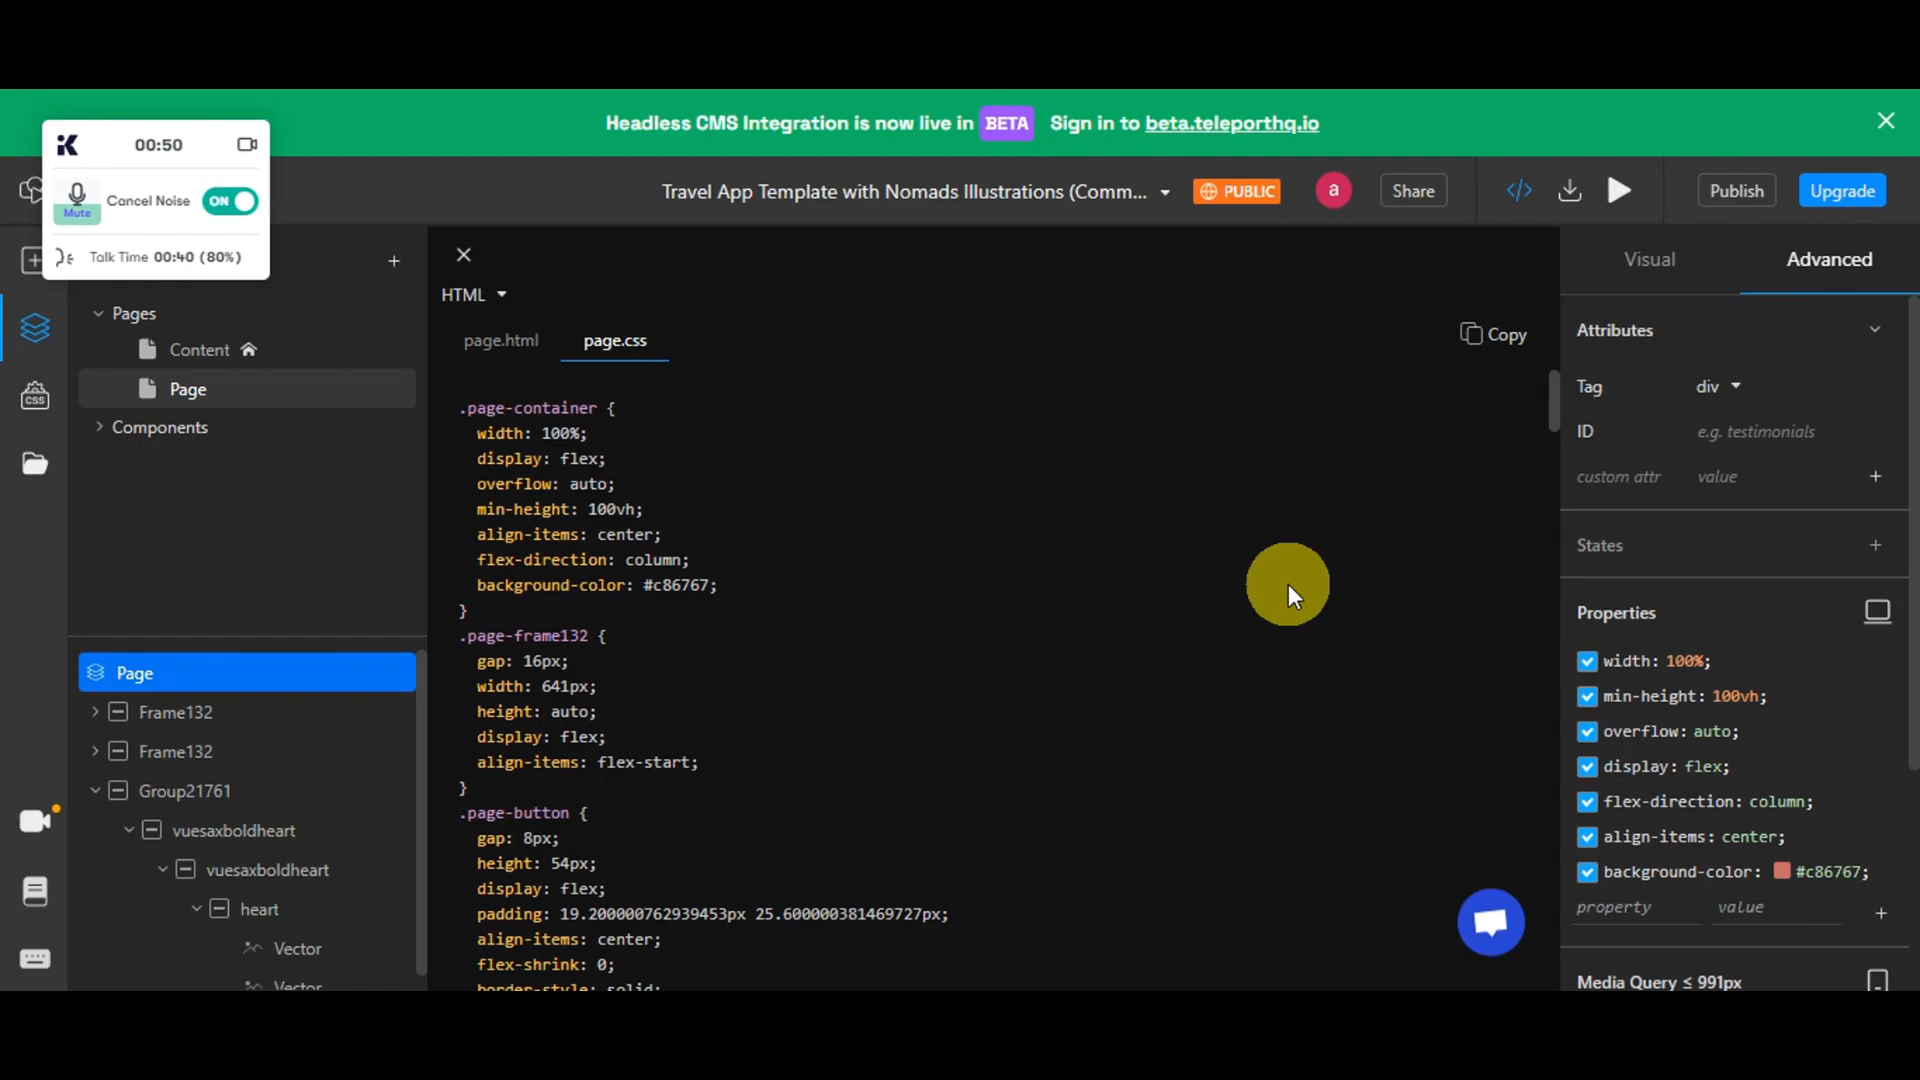 Headless CMS Integration is now live in BETA Sign in to beta.teleporthq.io
00:50
Mute
Cancel Noise
ON
Talk Time 00:40 (80%)
Travel App Template with Nomads Illustrations (Comm...
PUBLIC
a
Share
</>
Publish
Upgrade
Pages
Content
Page
Components
CSS
Page
Frame132
Frame132
Group21761
vuesaxboldheart
vuesaxboldheart
heart
Vector
Vector
HTML
page.html
page.css
Copy
.page-container {
width: 100%;
display: flex;
overflow: auto;
min-height: 100vh;
align-items: center;
flex-direction: column;
background-color: #c86767;
}
.page-frame132 {
gap: 16px;
width: 641px;
height: auto;
display: flex;
align-items: flex-start;
}
.page-button {
gap: 8px;
height: 54px;
display: flex;
padding: 19.200000762939453px 25.600000381469727px;
align-items: center;
flex-shrink: 0;
border-style: solid;
Visual
Advanced
Attributes
Tag
div
ID
e.g. testimonials
custom attr
value
States
Properties
width: 100%;
min-height: 100vh;
overflow: auto;
display: flex;
flex-direction: column;
align-items: center;
background-color: #c86767;
property
value
Media Query ≤ 991px